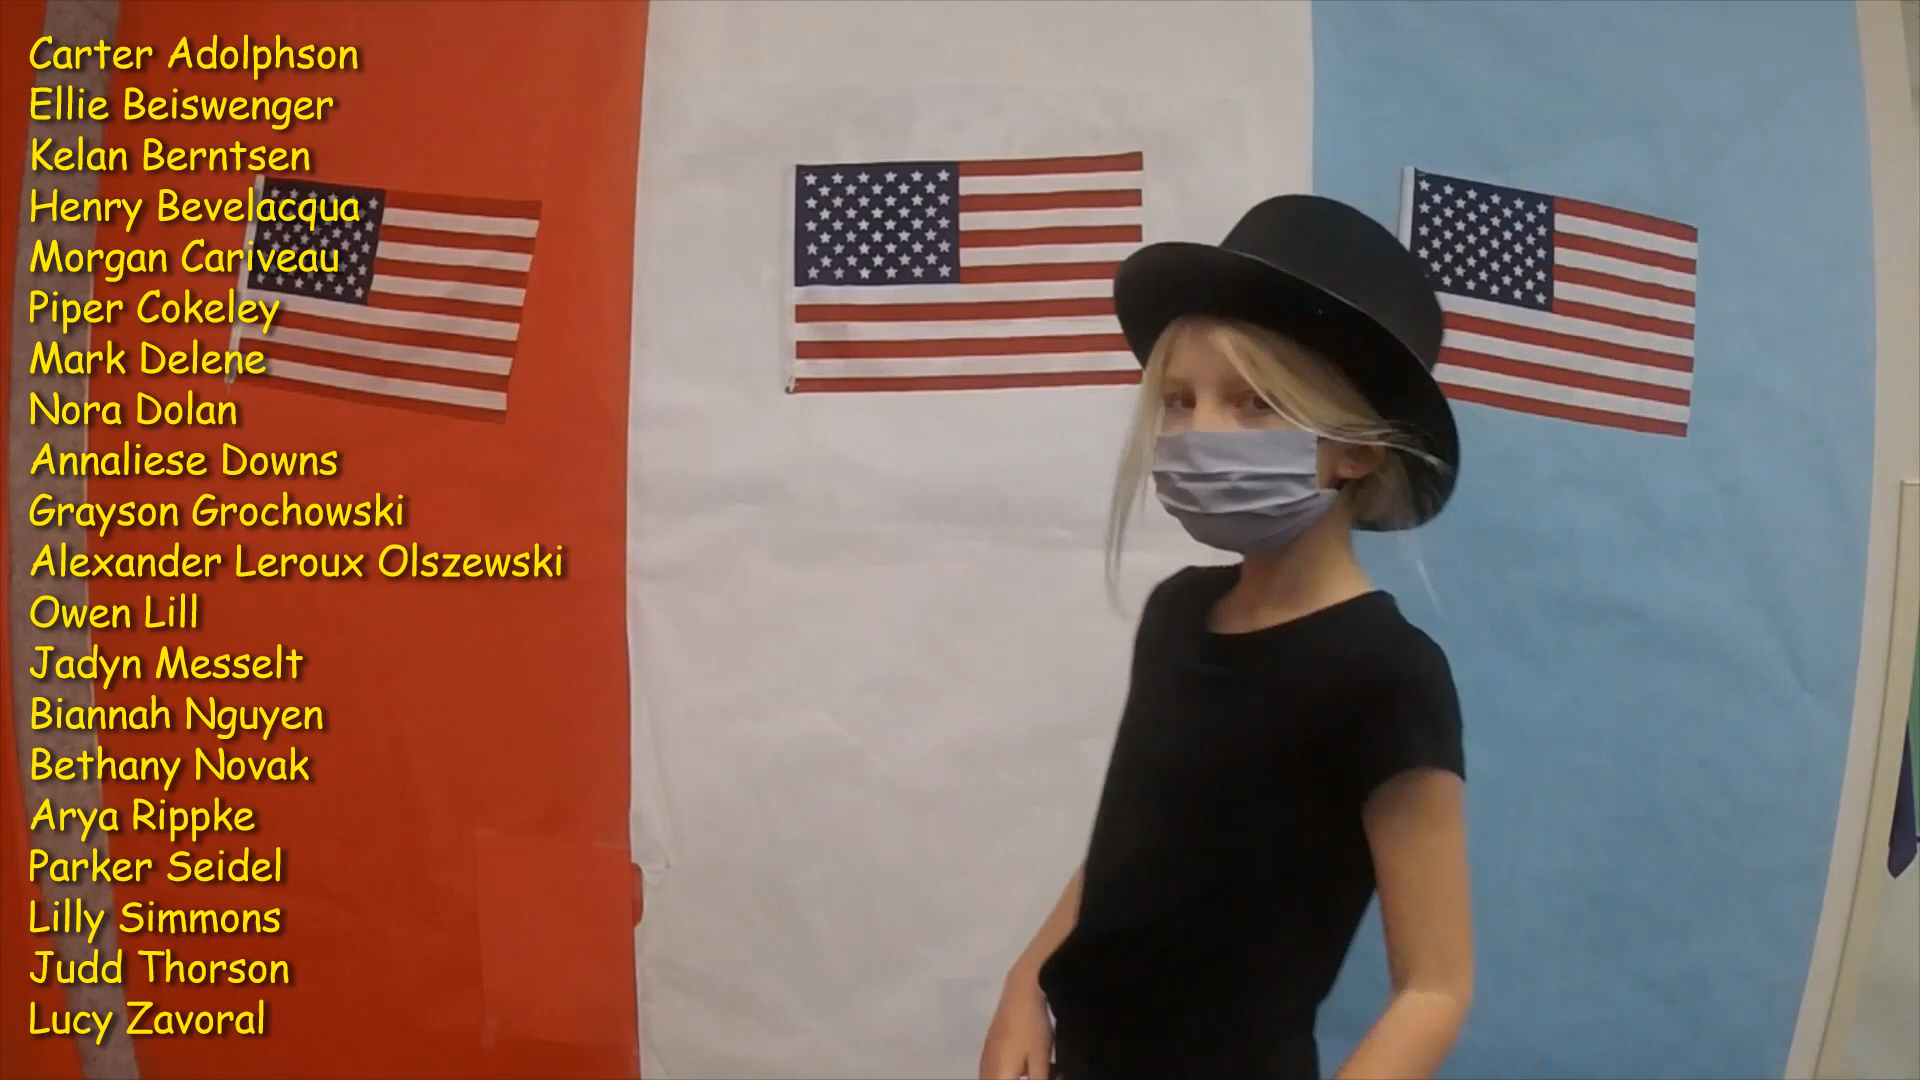 Carter Adolphson
Ellie Beiswenger
Kelan Berntsen
Henry Bevelacqua
Morgan Cariveau
Piper Cokeley
Mark Delene
Nora Dolan
Annaliese Downs
Grayson Grochowski
Alexander Leroux Olszewski
Owen Lill
Jadyn Messelt
Biannah Nguyen
Bethany Novak
Arya Rippke
Parker Seidel
Lilly Simmons
Judd Thorson
Lucy Zavoral